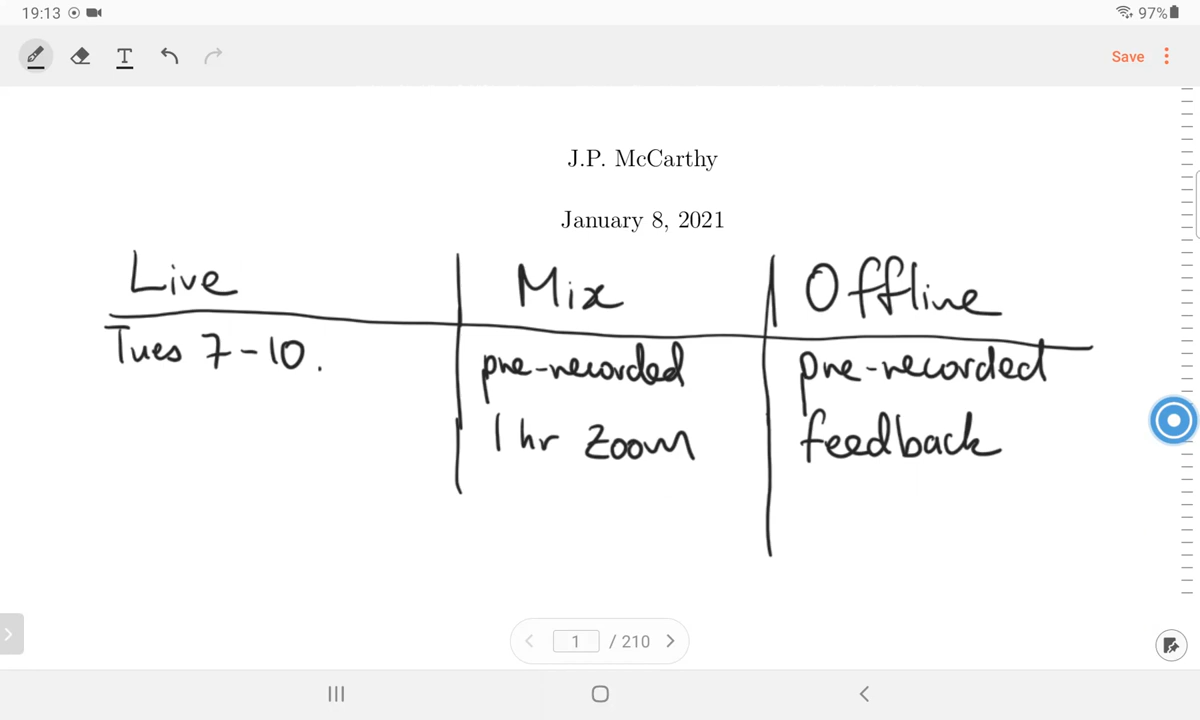 19:13 97%
T Save
J.P. McCarthy
January 8, 2021
Live Mix Offline
Tues 7-10. pre-recorded pre-recorded
1 hr Zoom feedback
1 / 210